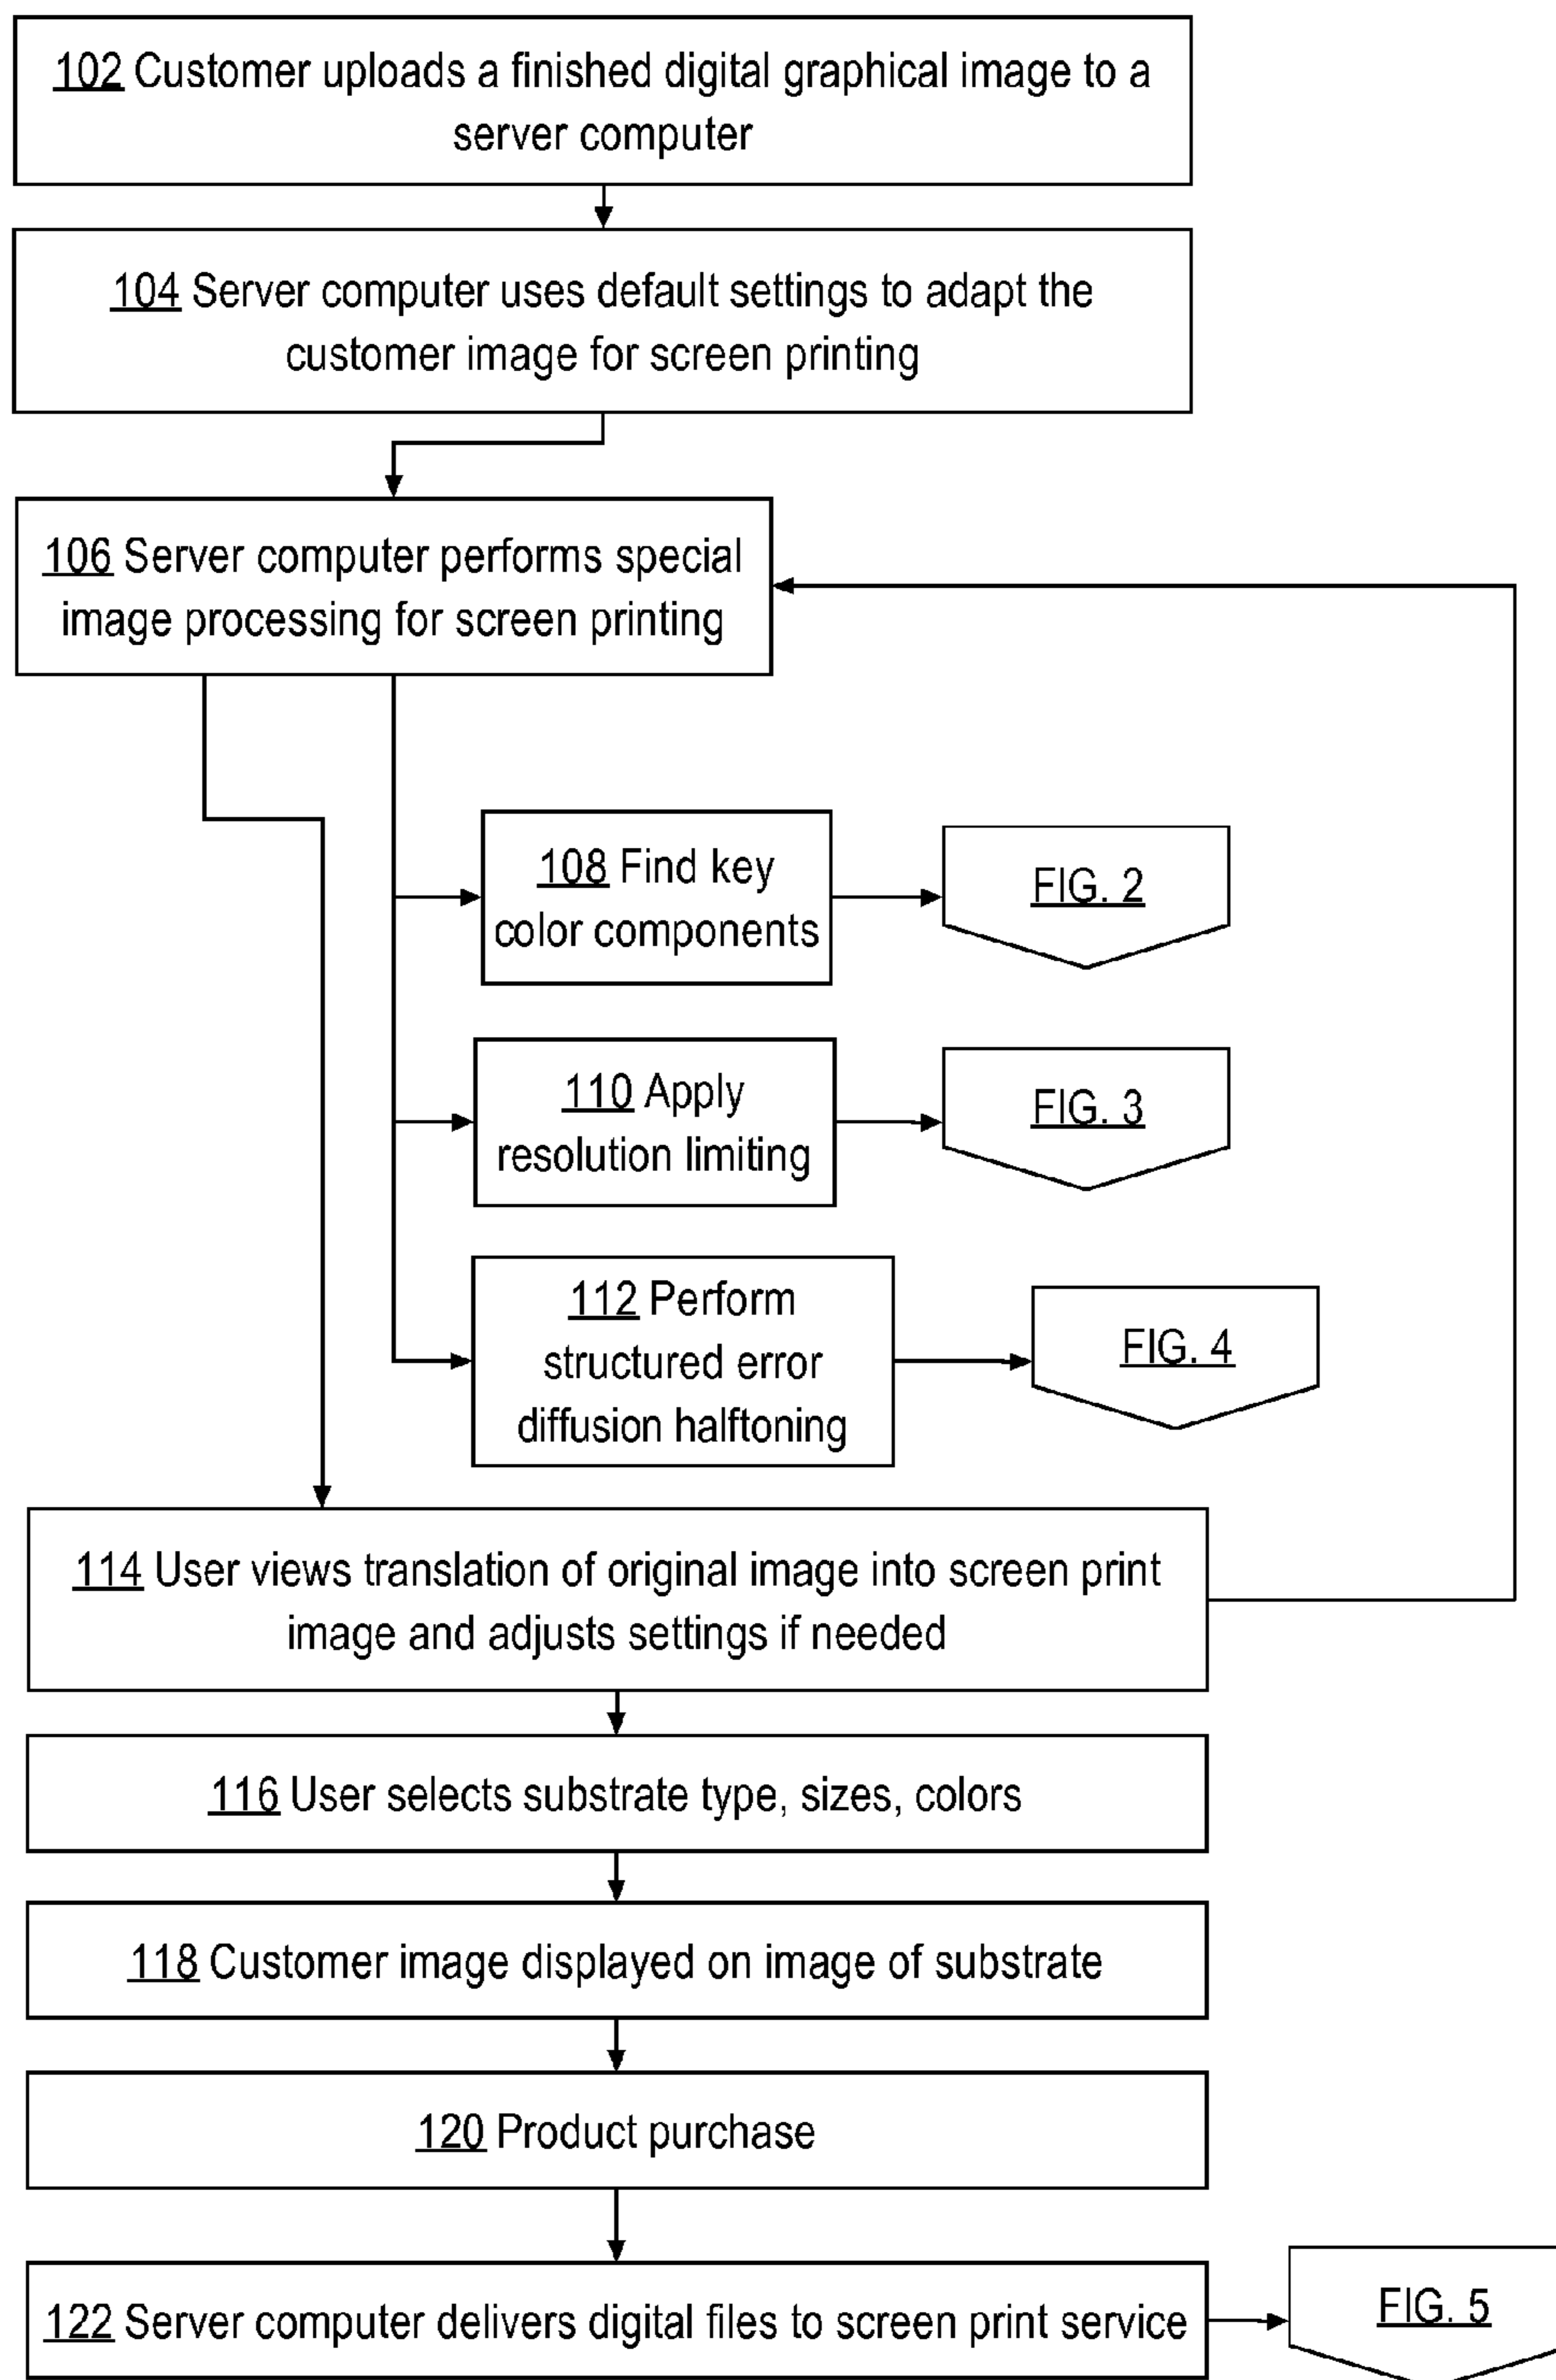 102 Customer uploads a finished digital graphical image to a
server computer
104 Server computer uses default settings to adapt the
customer image for screen printing
106 Server computer performs special
image processing for screen printing
108 Find key
color components
FIG. 2
110 Apply
resolution limiting
FIG. 3
112 Perform
structured error
diffusion halftoning
FIG. 4
114 User views translation of original image into screen print
image and adjusts settings if needed
116 User selects substrate type, sizes, colors
118 Customer image displayed on image of substrate
120 Product purchase
122 Server computer delivers digital files to screen print service
FIG. 5